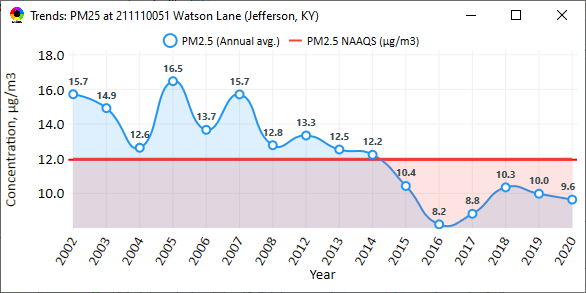 Trends: PM25 at 211110051 Watson Lane (Jefferson, KY)
PM2.5 (Annual avg.) PM2.5 NAAQS (µg/m3)
Concentration, µg/m3
18.0
16.0
14.0
12.0
10.0
15.7 14.9 12.6 16.5 13.7 15.7 12.8 13.3 12.5 12.2 10.4 8.2 8.8 10.3 10.0 9.6
2002 2003 2004 2005 2006 2007 2008 2012 2013 2014 2015 2016 2017 2018 2019 2020
Year